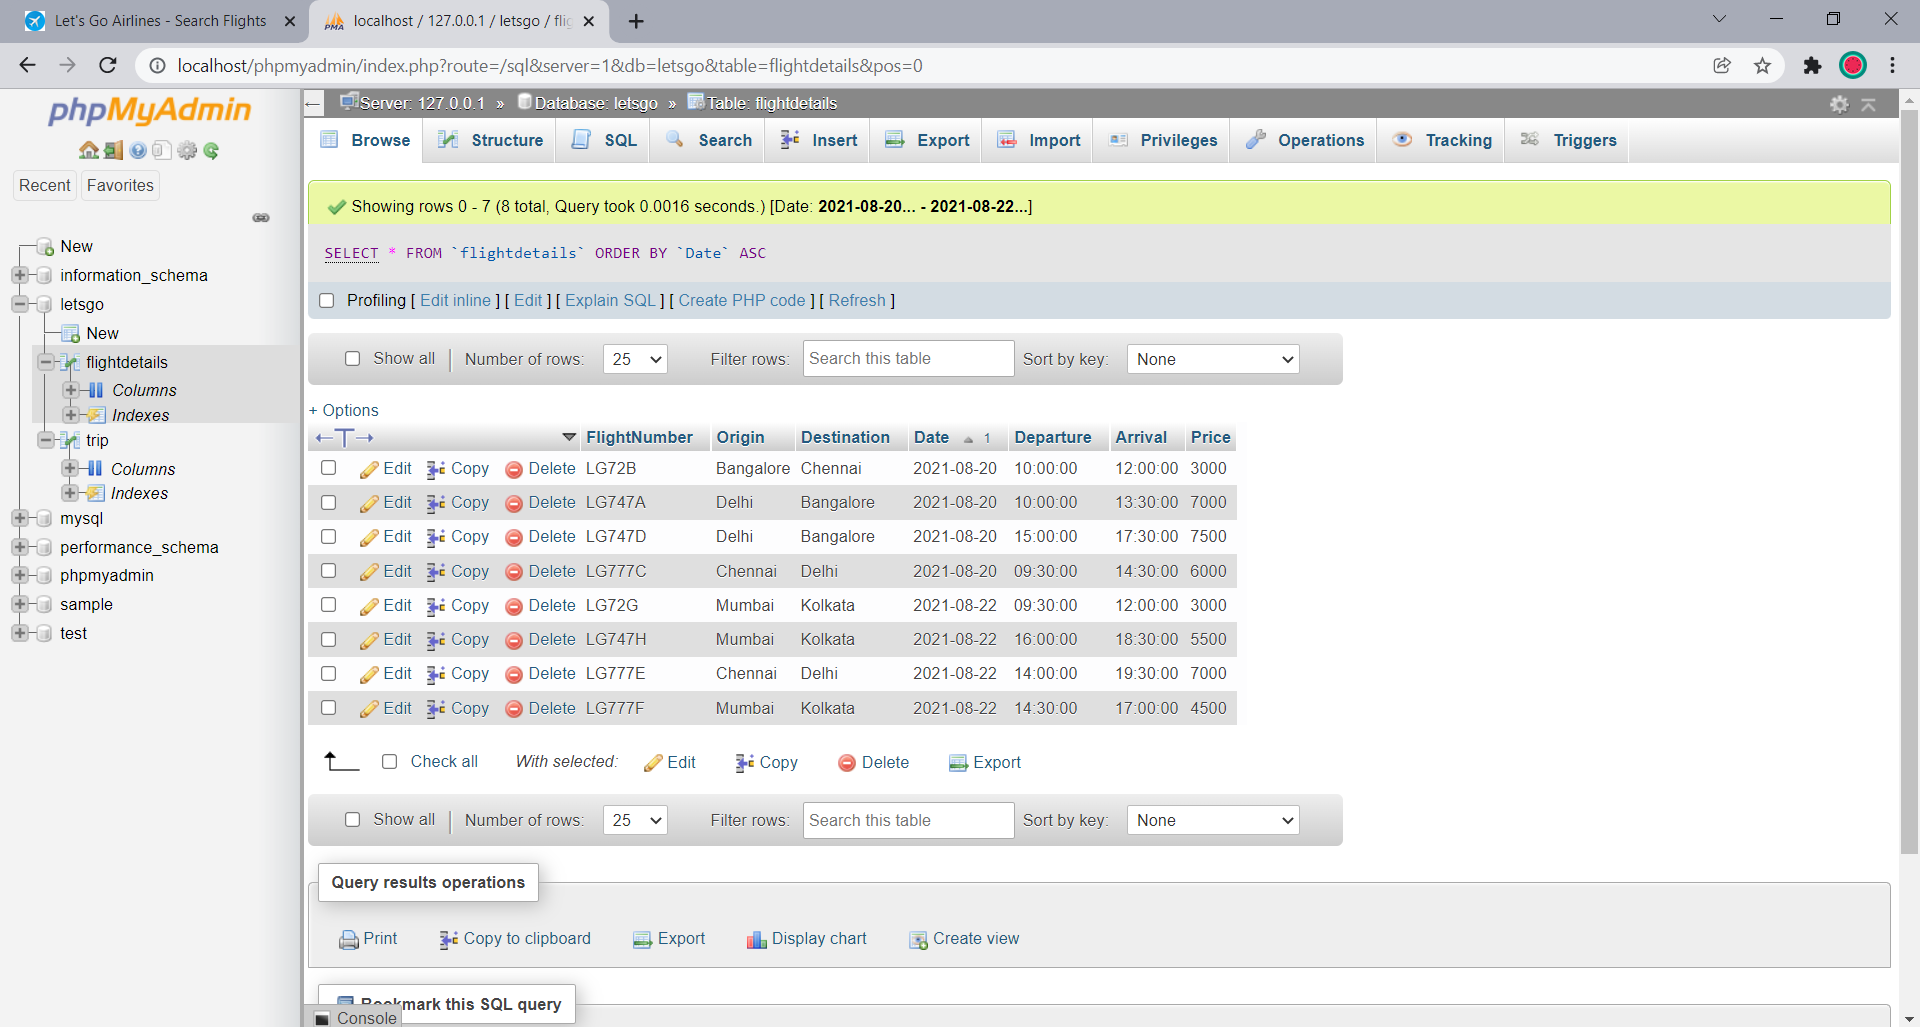 Let's Go Airlines - Search Flights
localhost / 127.0.0.1 / letsgo / flig
localhost/phpmyadmin/index.php?route=/sql&server=1&db=letsgo&table=flightdetails&pos=0
phpMyAdmin
Recent Favorites
New
information_schema
letsgo
New
flightdetails
Columns
Indexes
trip
Columns
Indexes
mysql
performance_schema
phpmyadmin
sample
test
Server: 127.0.0.1 » Database: letsgo » Table: flightdetails
Browse Structure SQL Search Insert Export Import Privileges Operations Tracking Triggers
Showing rows 0 - 7 (8 total, Query took 0.0016 seconds.) [Date: 2021-08-20... - 2021-08-22...]
SELECT * FROM `flightdetails` ORDER BY `Date` ASC
Profiling [ Edit inline ] [ Edit ] [ Explain SQL ] [ Create PHP code ] [ Refresh ]
Show all Number of rows: 25 Filter rows: Search this table Sort by key: None
+ Options
←T→ FlightNumber Origin Destination Date 1 Departure Arrival Price
Edit Copy Delete LG72B Bangalore Chennai 2021-08-20 10:00:00 12:00:00 3000
Edit Copy Delete LG747A Delhi Bangalore 2021-08-20 10:00:00 13:30:00 7000
Edit Copy Delete LG747D Delhi Bangalore 2021-08-20 15:00:00 17:30:00 7500
Edit Copy Delete LG777C Chennai Delhi 2021-08-20 09:30:00 14:30:00 6000
Edit Copy Delete LG72G Mumbai Kolkata 2021-08-22 09:30:00 12:00:00 3000
Edit Copy Delete LG747H Mumbai Kolkata 2021-08-22 16:00:00 18:30:00 5500
Edit Copy Delete LG777E Chennai Delhi 2021-08-22 14:00:00 19:30:00 7000
Edit Copy Delete LG777F Mumbai Kolkata 2021-08-22 14:30:00 17:00:00 4500
Check all With selected: Edit Copy Delete Export
Show all Number of rows: 25 Filter rows: Search this table Sort by key: None
Query results operations
Print Copy to clipboard Export Display chart Create view
Bookmark this SQL query
Console